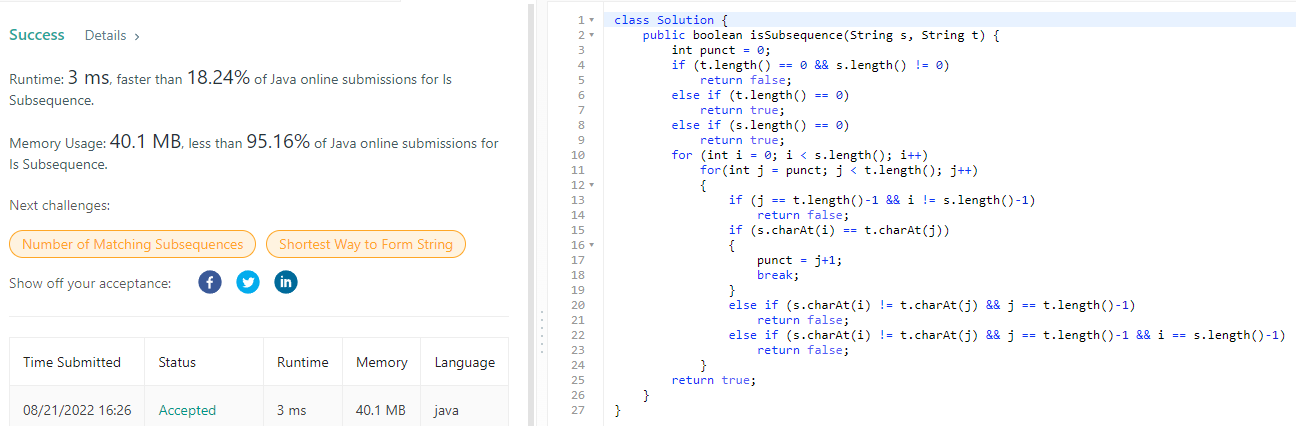 Success Details >
Runtime: 3 ms, faster than 18.24% of Java online submissions for Is
Subsequence.
Memory Usage: 40.1 MB, less than 95.16% of Java online submissions for
Is Subsequence.
Next challenges:
Number of Matching Subsequences Shortest Way to Form String
Show off your acceptance: f in
Time Submitted Status Runtime Memory Language
08/21/2022 16:26 Accepted 3 ms 40.1 MB java
1 class Solution {
2 public boolean isSubsequence(String s, String t) {
3 int punct = 0;
4 if (t.length() == 0 && s.length() != 0)
5 return false;
6 else if (t.length() == 0)
7 return true;
8 else if (s.length() == 0)
9 return true;
10 for (int i = 0; i < s.length(); i++)
11 for(int j = punct; j < t.length(); j++)
12 {
13 if (j == t.length()-1 && i != s.length()-1)
14 return false;
15 if (s.charAt(i) == t.charAt(j))
16 {
17 punct = j+1;
18 break;
19 }
20 else if (s.charAt(i) != t.charAt(j) && j == t.length()-1)
21 return false;
22 else if (s.charAt(i) != t.charAt(j) && j == t.length()-1 && i == s.length()-1)
23 return false;
24 }
25 return true;
26 }
27 }